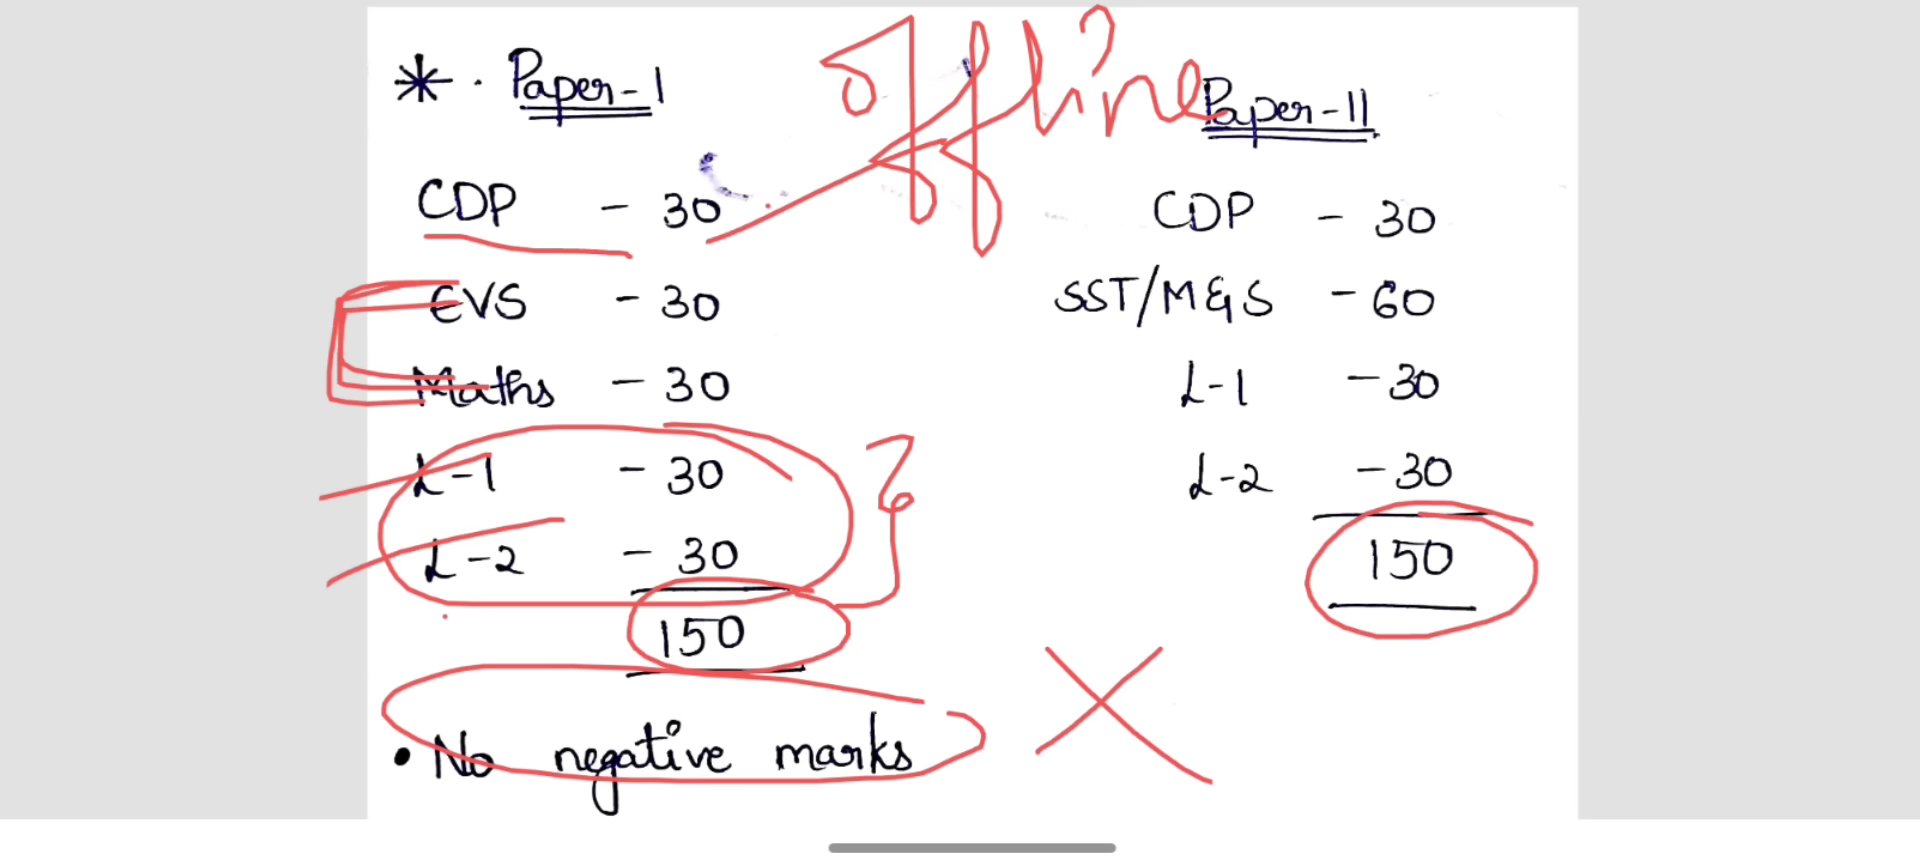 offline
* . Paper-I
CDP - 30
EVS - 30
Maths - 30
L-1 - 30
L-2 - 30
150
• No negative marks
Paper-II
CDP - 30
SST/M&S - 60
L-1 - 30
L-2 - 30
150